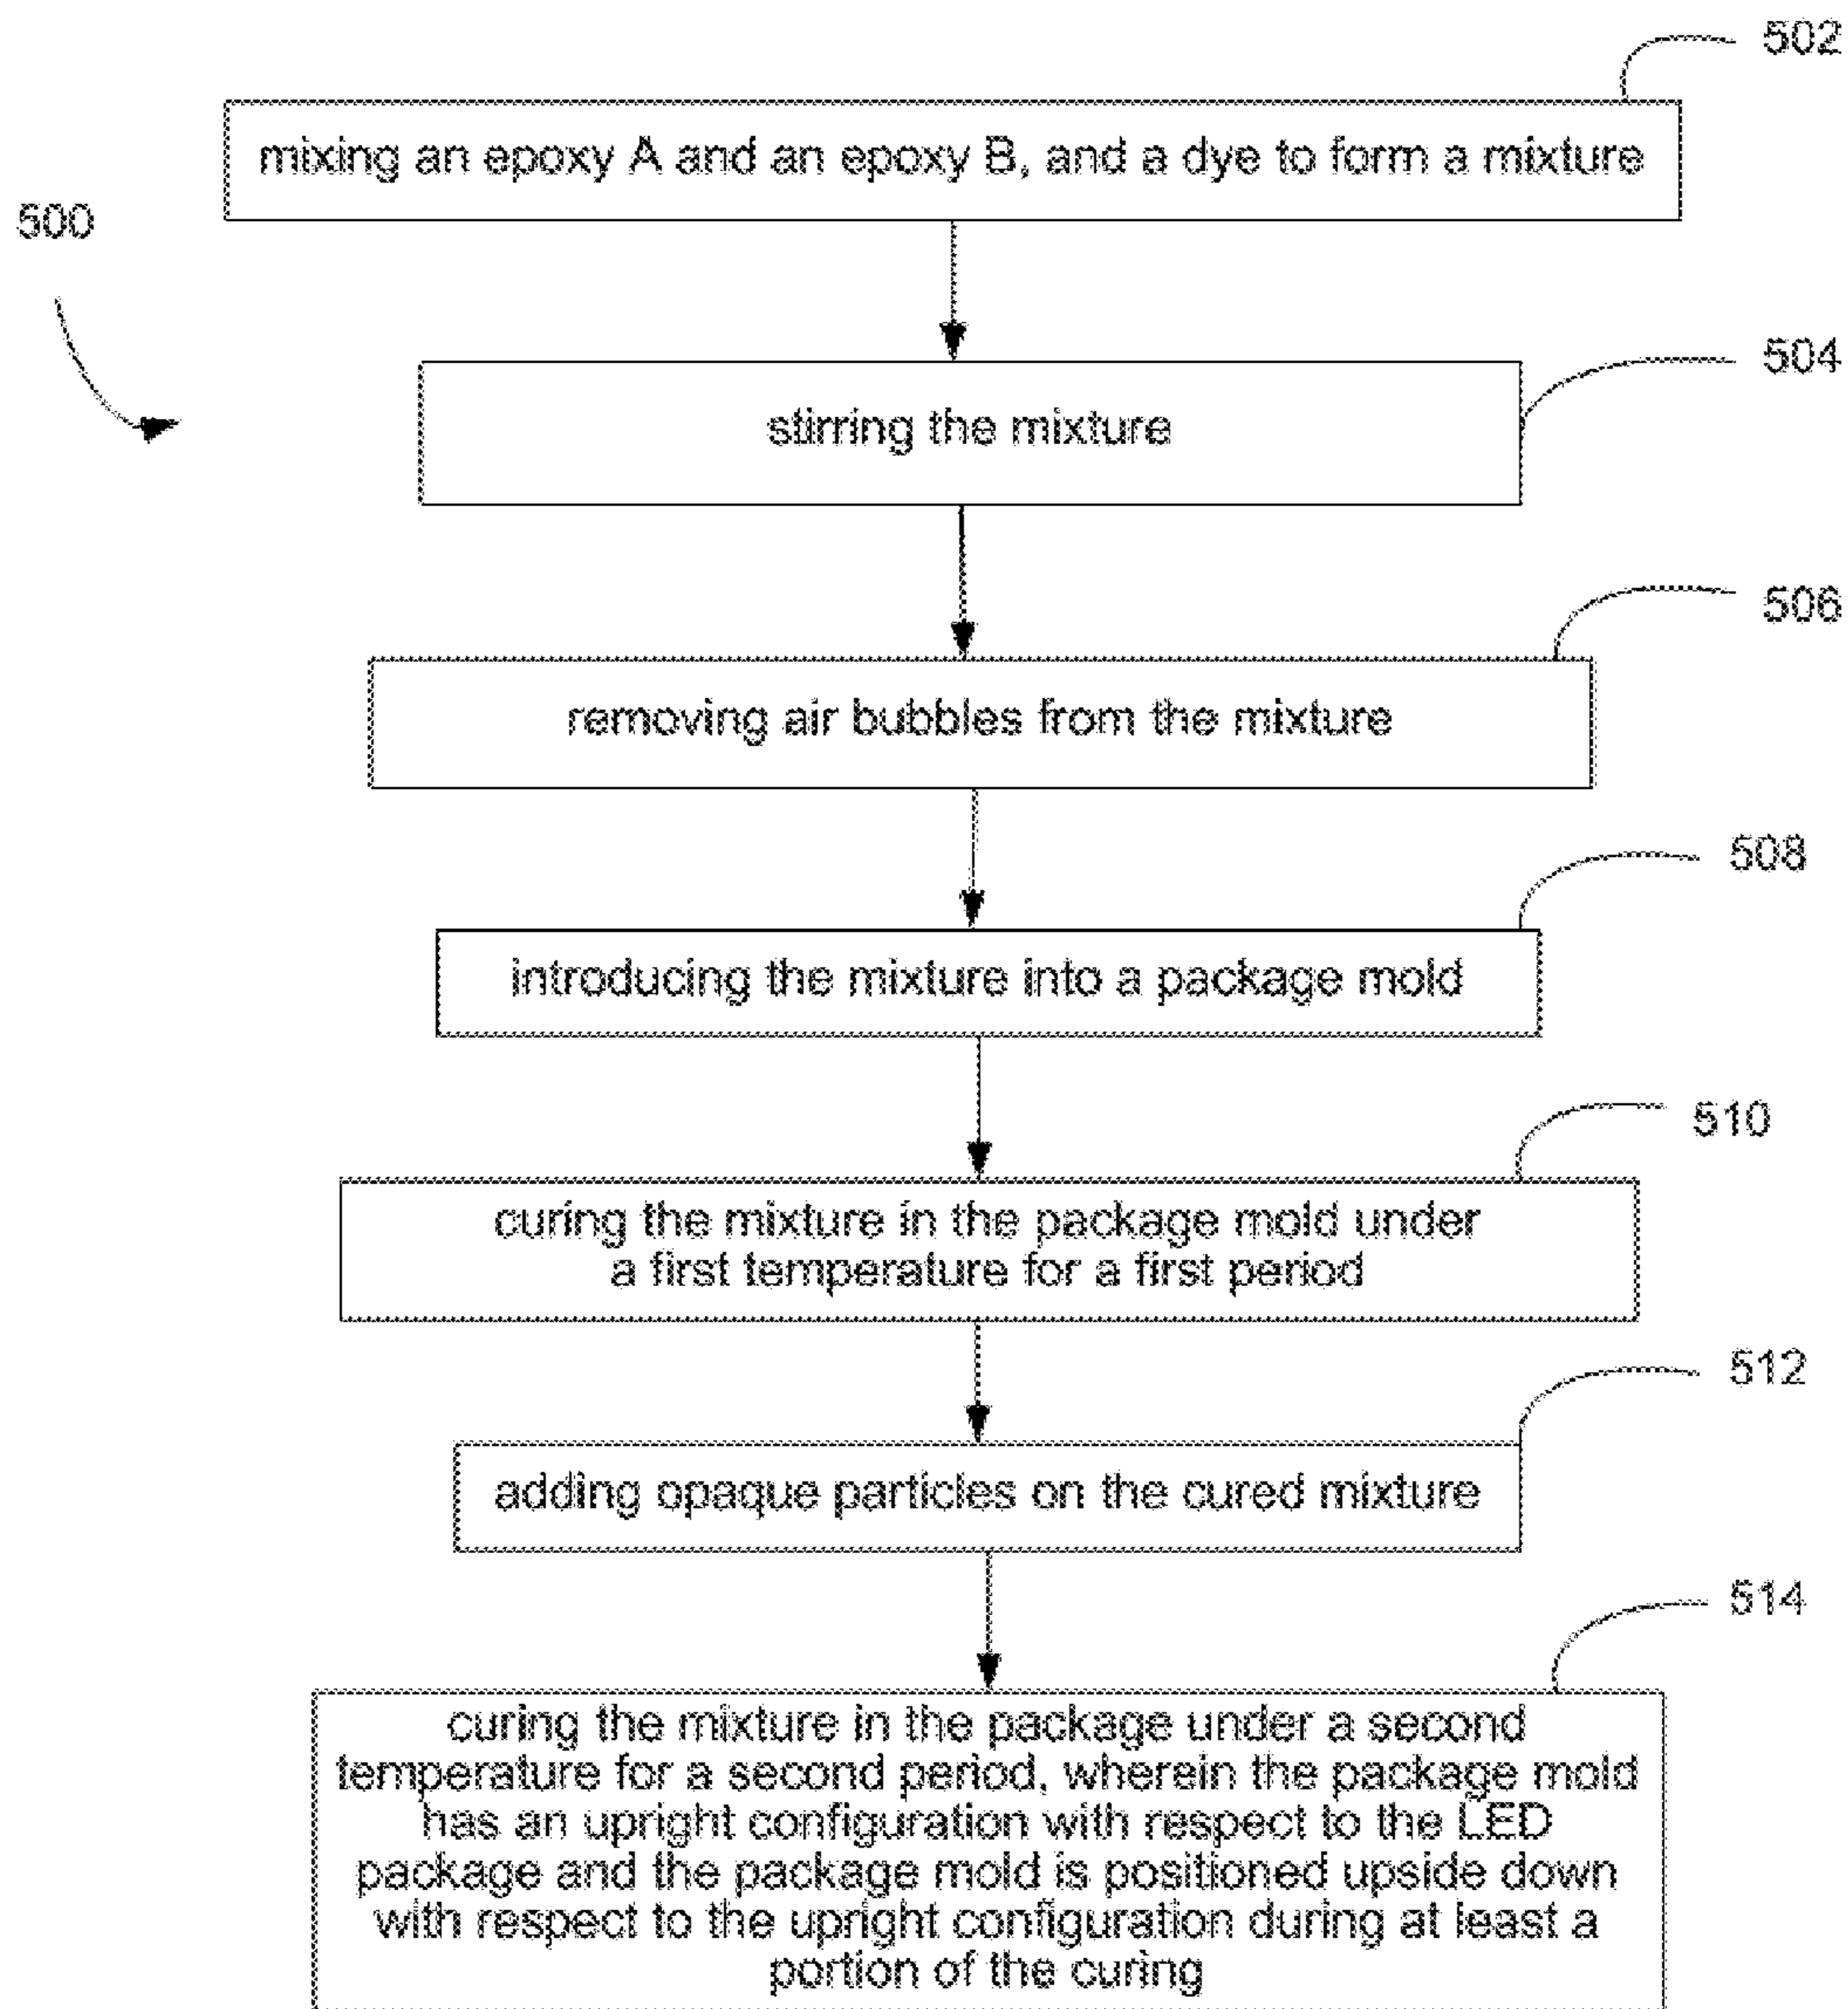 502
mixing an epoxy A and an epoxy B, and a dye to form a mixture
500
504
stirring the mixture
506
removing air bubbles from the mixture
508
introducing the mixture into a package mold
510
curing the mixture in the package mold under
a first temperature for a first period
512
adding opaque particles on the cured mixture
514
curing the mixture in the package under a second
temperature for a second period, wherein the package mold
has an upright configuration with respect to the LED
package and the package mold is positioned upside down
with respect to the upright configuration during at least a
portion of the curing